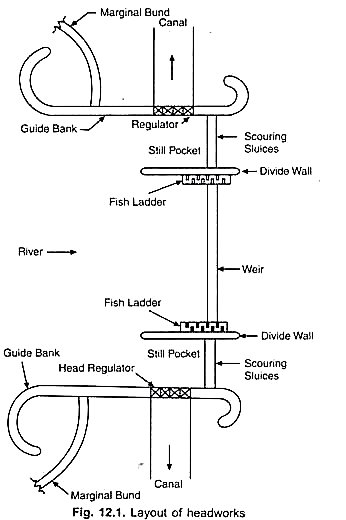 Marginal Bund
Canal
Guide Bank
Regulator
Scouring
Sluices
Still Pocket
Divide Wall
Fish Ladder
River
Weir
Fish Ladder
Divide Wall
Guide Bank
Still Pocket
Head Regulator
Scouring
Sluices
Canal
Marginal Bund
Fig. 12.1. Layout of headworks